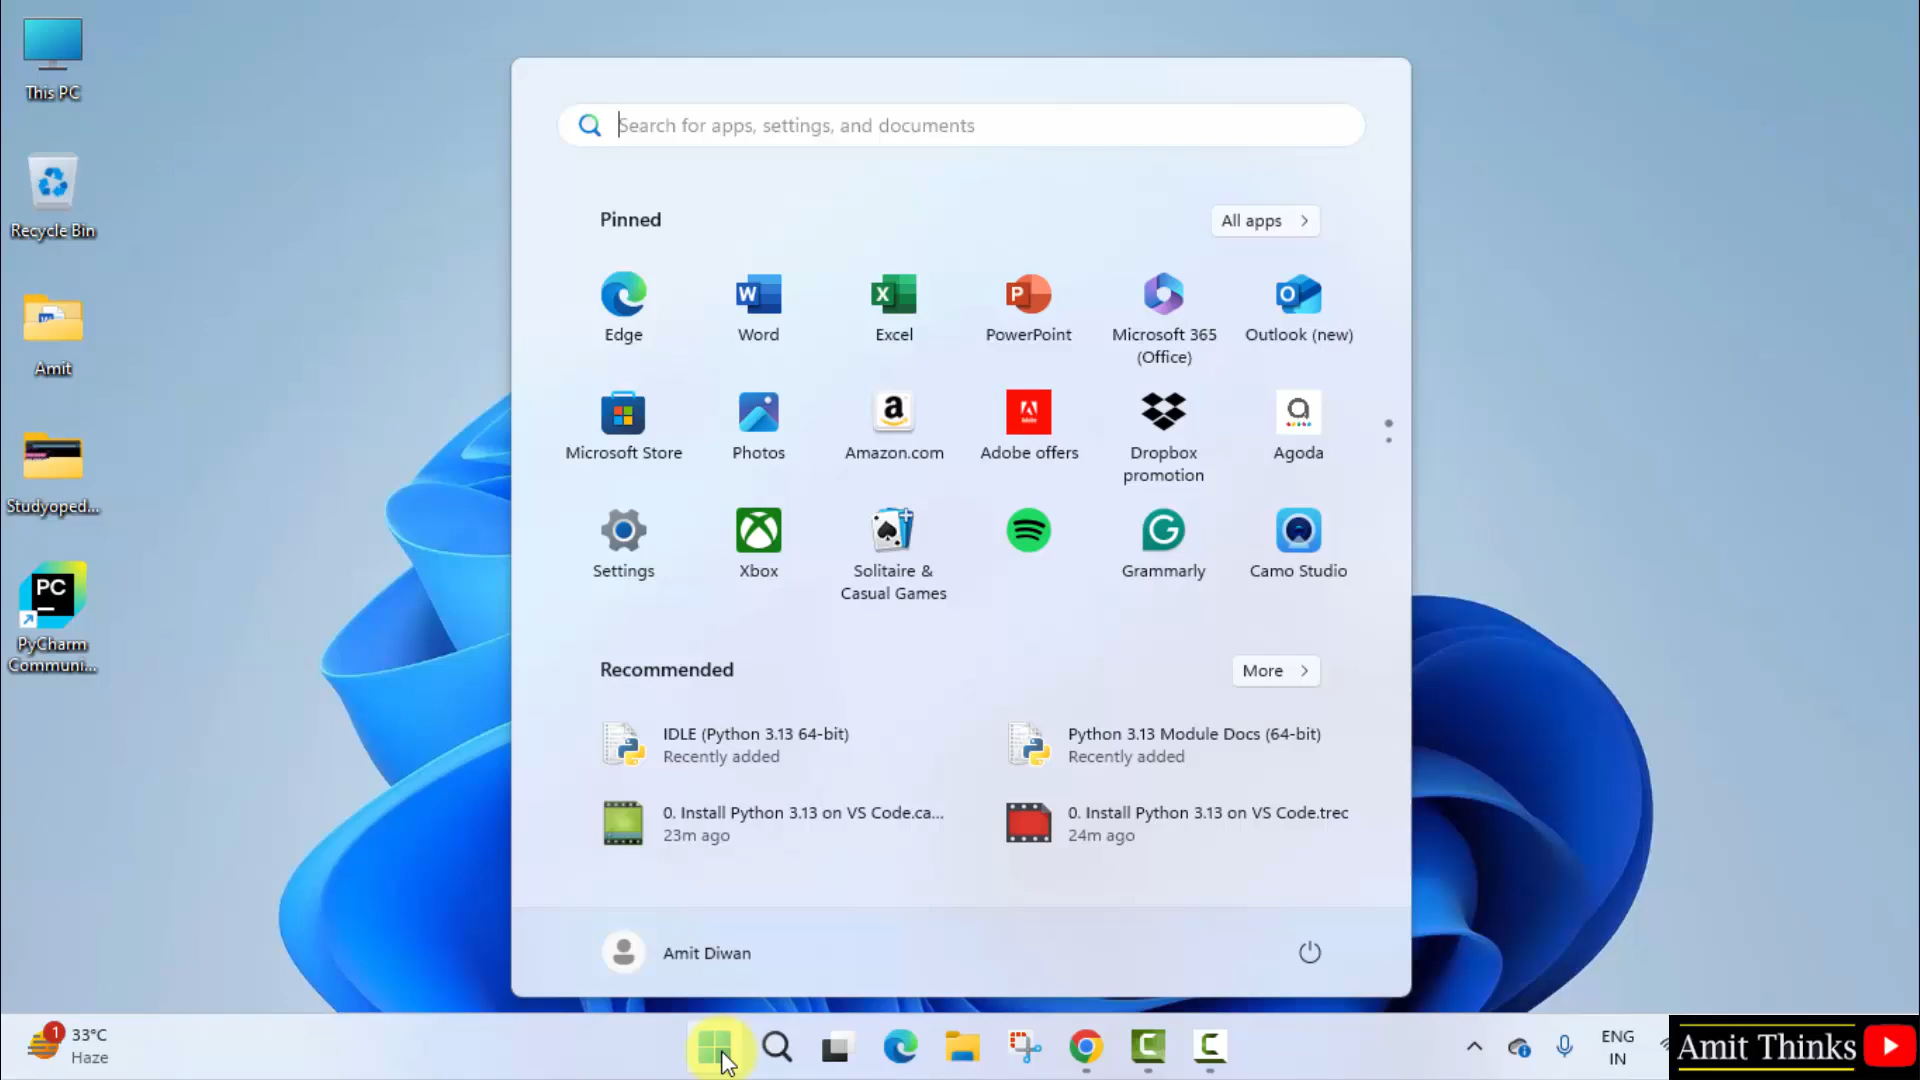 This PC
Recycle Bin
Amit
Studyoped...
PC
PyCharm
Communi...
Search for apps, settings, and documents
Pinned
All apps
Edge
Word
Excel
PowerPoint
Microsoft 365
(Office)
Outlook (new)
Microsoft Store
Photos
Amazon.com
Adobe offers
Dropbox
promotion
Agoda
Settings
Xbox
Solitaire &
Casual Games
Grammarly
Camo Studio
Recommended
More
IDLE (Python 3.13 64-bit)
Recently added
Python 3.13 Module Docs (64-bit)
Recently added
0. Install Python 3.13 on VS Code.ca...
23m ago
0. Install Python 3.13 on VS Code.trec
24m ago
Amit Diwan
1
33°C
Haze
ENG
IN
Amit Thinks